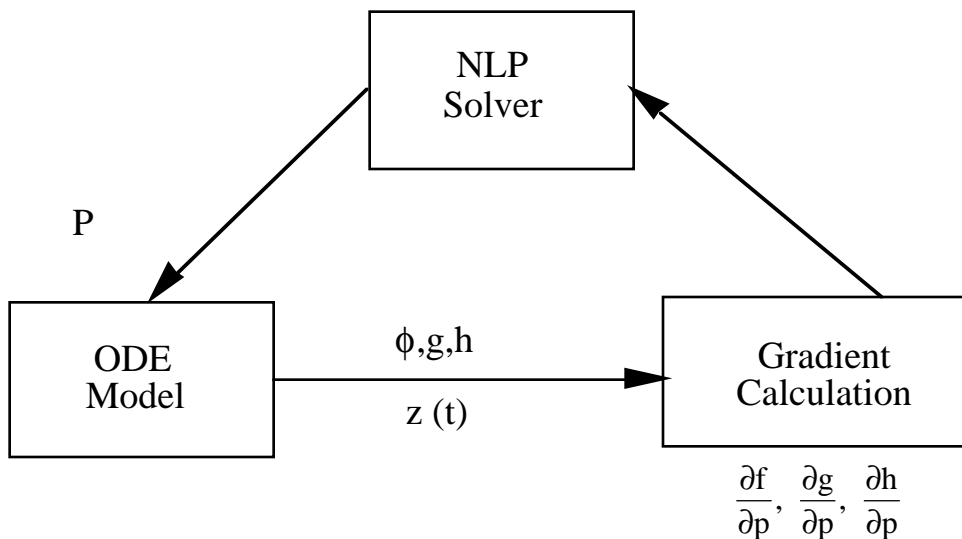 NLP
Solver
P
ODE
Model
ϕ,g,h
z (t)
Gradient
Calculation
∂f/∂p, ∂g/∂p, ∂h/∂p